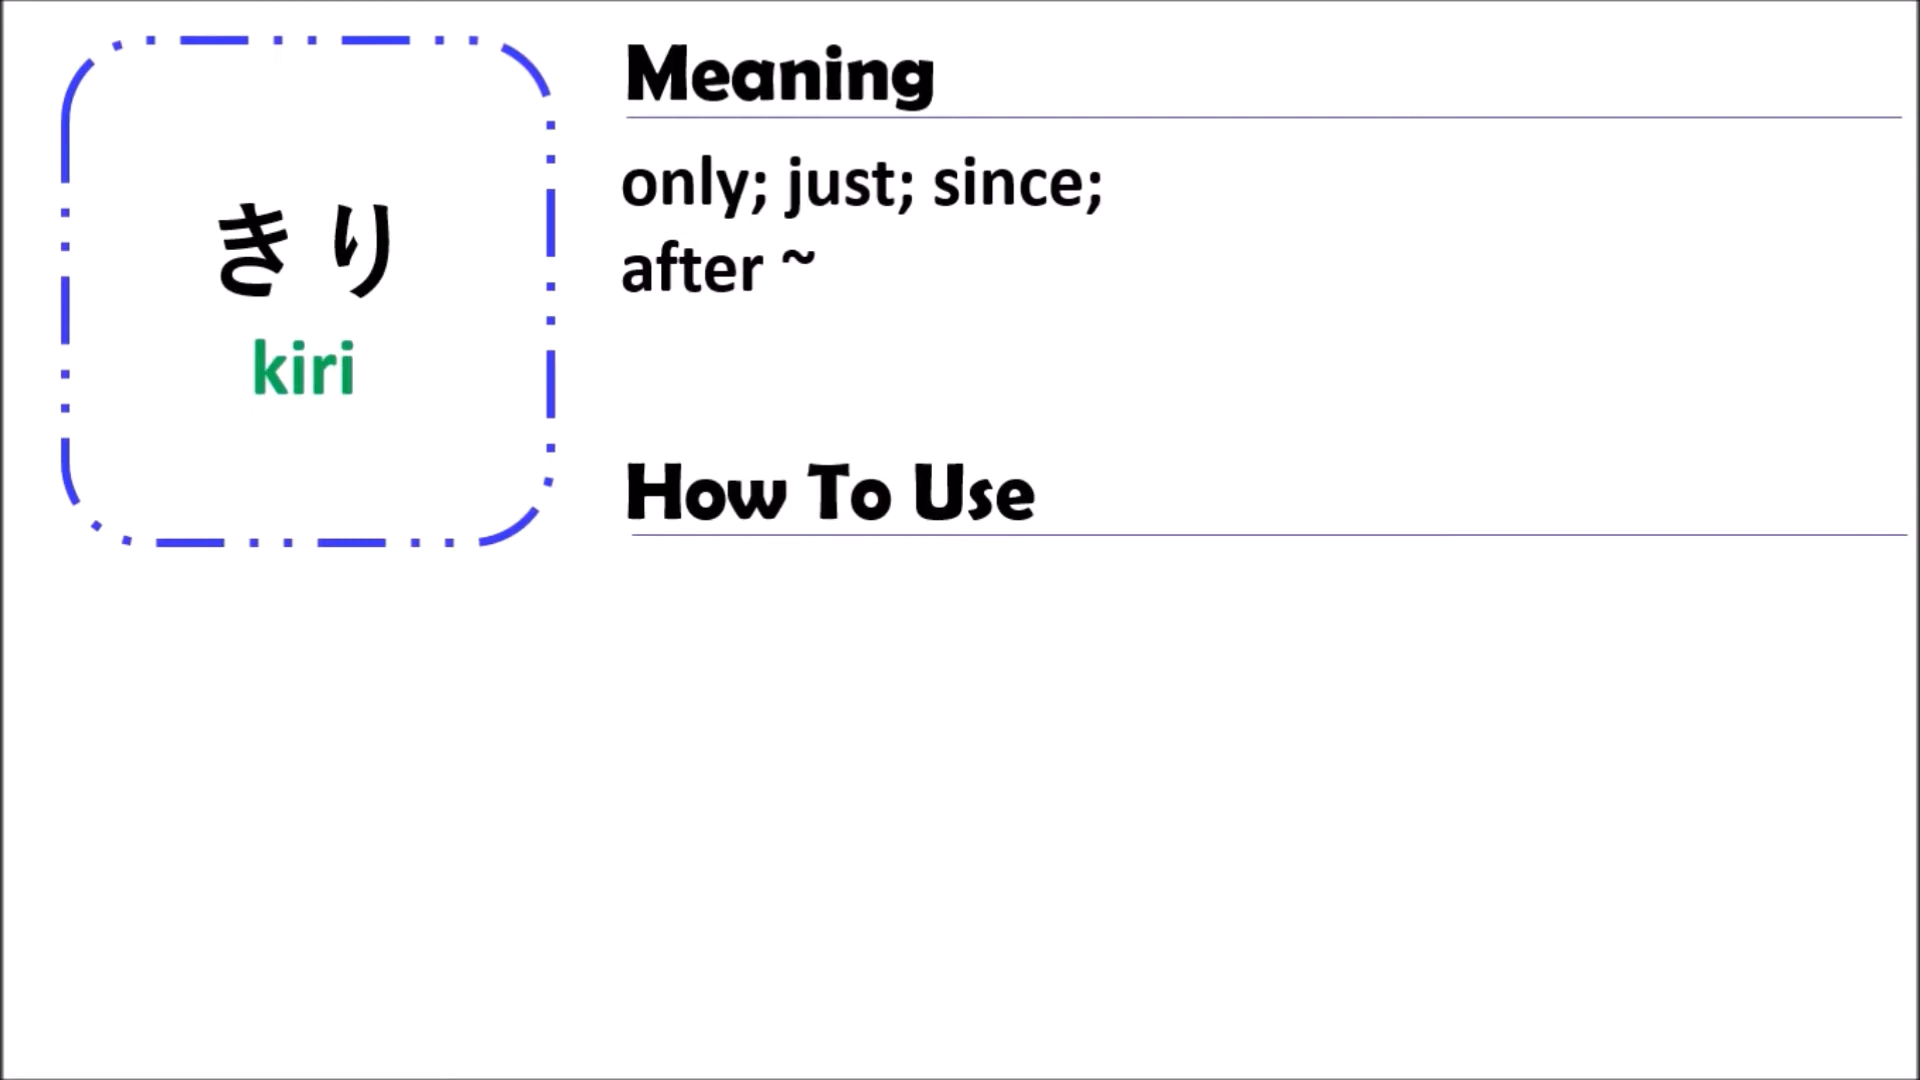 きり
kiri
Meaning
only; just; since;
after ~
How To Use